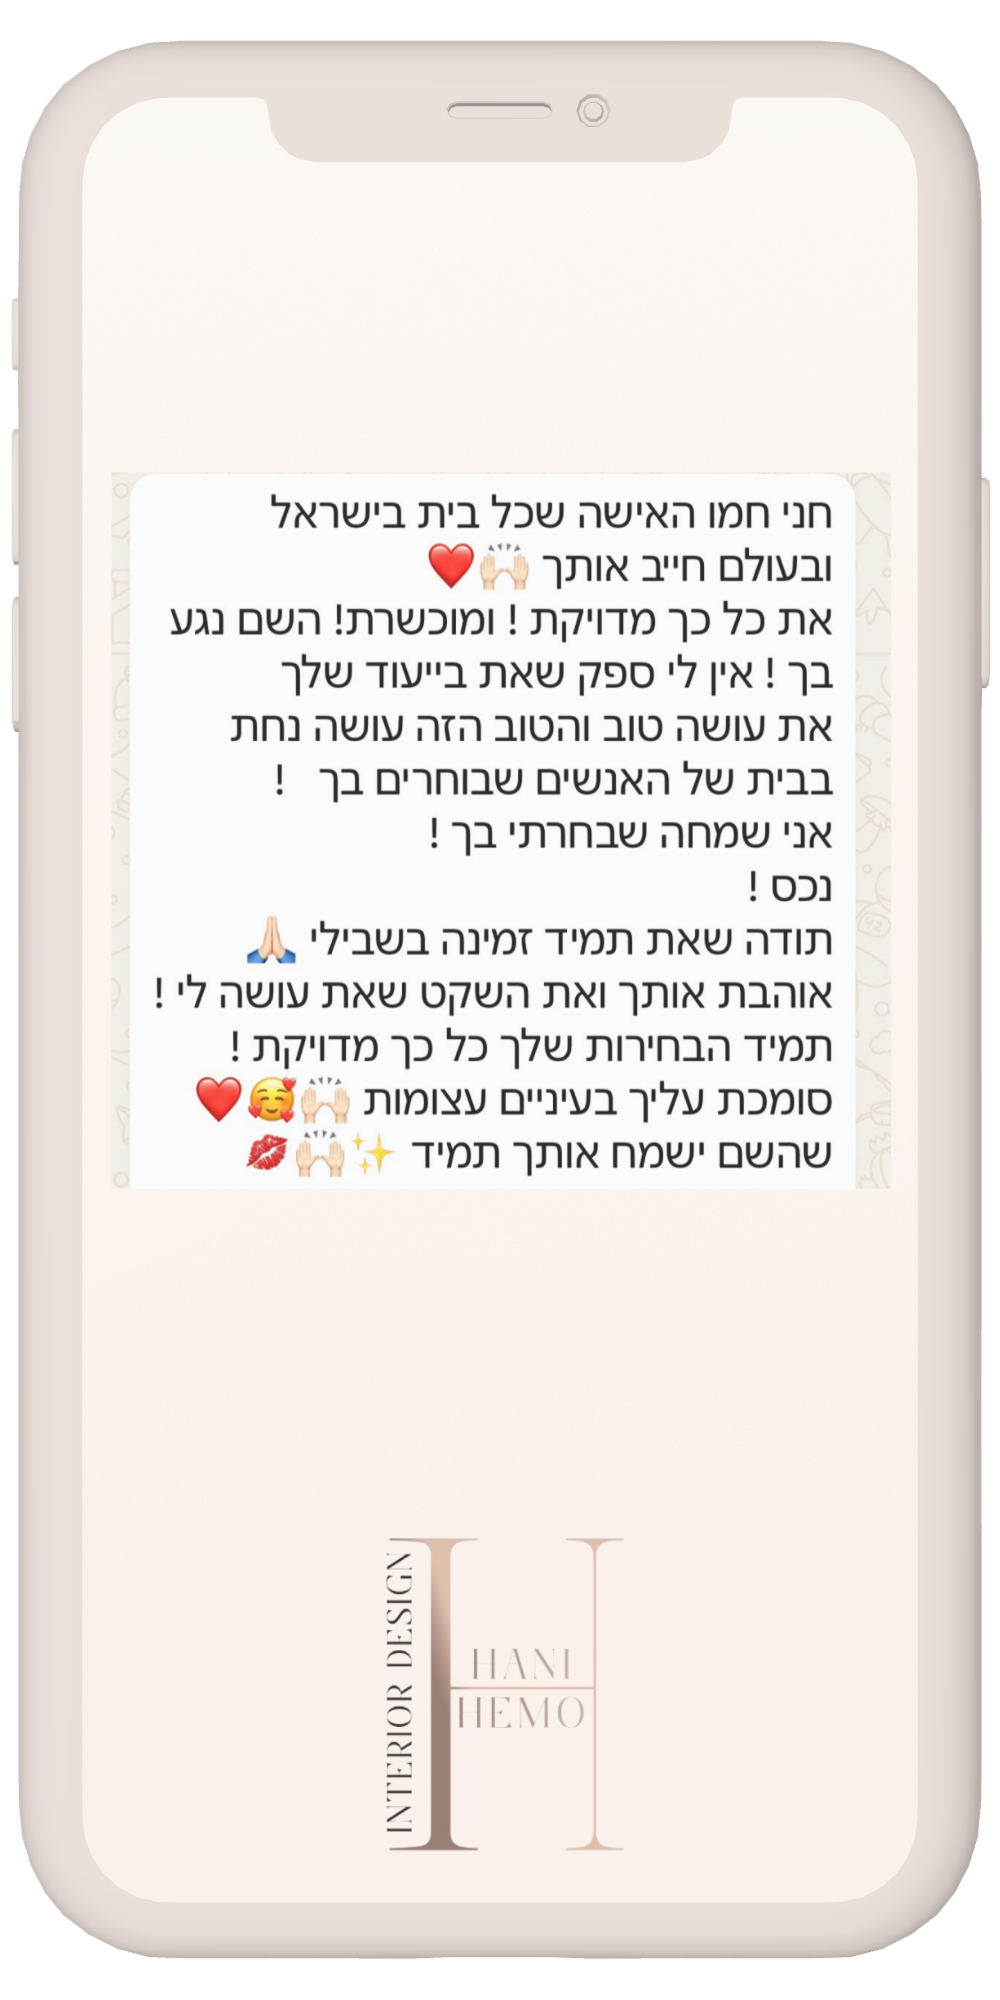 חני חמו האישה שכל בית בישראל
ובעולם חייב אותך 🙌🏻❤️
את כל כך מדויקת ! ומוכשרת! השם נגע
בך ! אין לי ספק שאת בייעוד שלך
את עושה טוב והטוב הזה עושה נחת
בבית של האנשים שבוחרים בך   !
אני שמחה שבחרתי בך !
נכס !
תודה שאת תמיד זמינה בשבילי 🙏🏻
אוהבת אותך ואת השקט שאת עושה לי !
תמיד הבחירות שלך כל כך מדויקת !
סומכת עליך בעיניים עצומות 🙌🏻🥰❤️
שהשם ישמח אותך תמיד ✨🙌🏻💋
INTERIOR DESIGN
HANI
HEMO